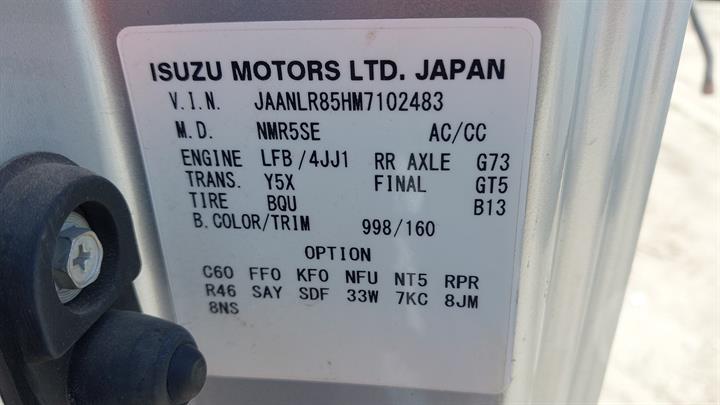 ISUZU MOTORS LTD. JAPAN
V.I.N. JAANLR85HM7102483
M.D. NMR5SE AC/CC
ENGINE LFB/4JJ1 RR AXLE G73
TRANS. Y5X FINAL GT5
TIRE BQU B13
B.COLOR/TRIM 998/160
OPTION
C60 FF0 KF0 NFU NT5 RPR
R46 SAY SDF 33W 7KC 8JM
8NS